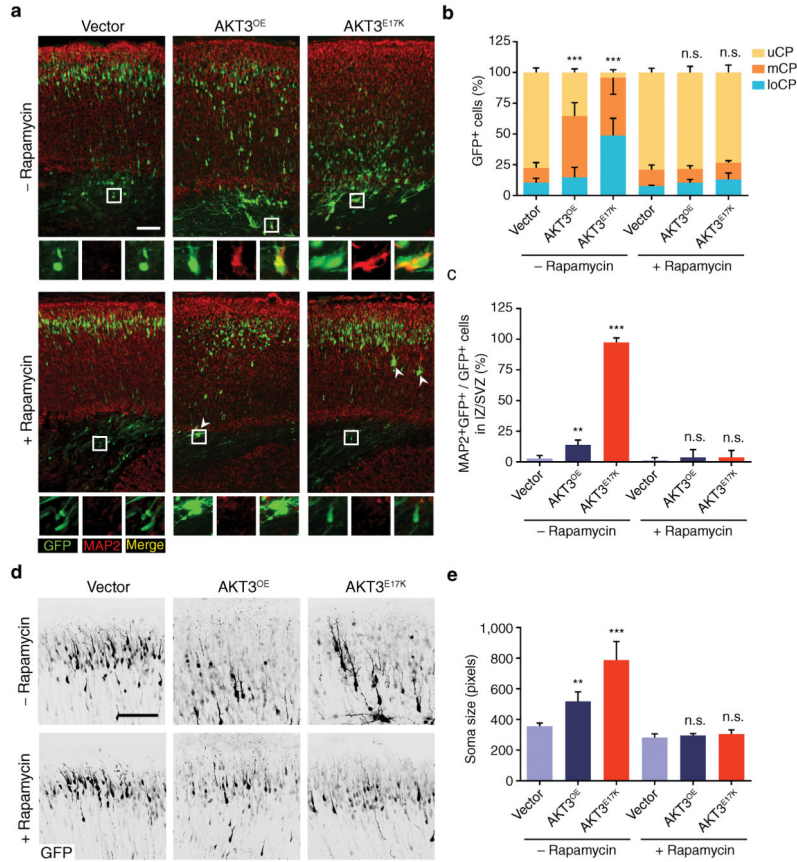 a
Vector AKT3OE AKT3E17K
– Rapamycin
+ Rapamycin
GFP MAP2 Merge
b
GFP+ cells (%)
125
100
75
50
25
0
*** *** n.s. n.s.
uCP
mCP
loCP
Vector AKT3OE AKT3E17K Vector AKT3OE AKT3E17K
– Rapamycin + Rapamycin
c
MAP2+GFP+ / GFP+ cells
in IZ/SVZ (%)
125
100
75
50
25
0
** *** n.s. n.s.
Vector AKT3OE AKT3E17K Vector AKT3OE AKT3E17K
– Rapamycin + Rapamycin
d
Vector AKT3OE AKT3E17K
– Rapamycin
+ Rapamycin
GFP
e
Soma size (pixels)
1,000
800
600
400
200
0
** *** n.s. n.s.
Vector AKT3OE AKT3E17K Vector AKT3OE AKT3E17K
– Rapamycin + Rapamycin